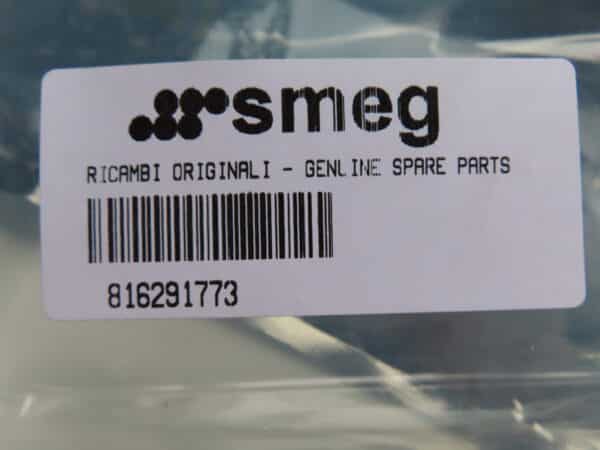 smeg
RICAMBI ORIGINALI - GENUINE SPARE PARTS
816291773